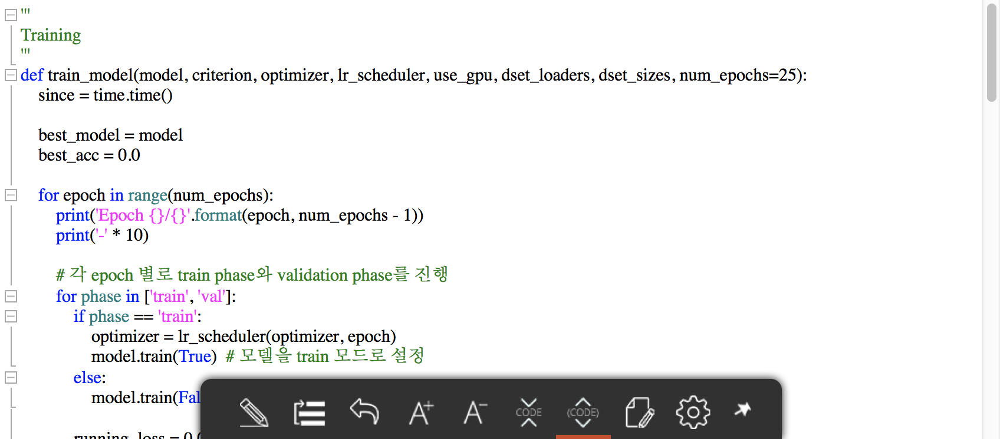 '''
Training
'''
def train_model(model, criterion, optimizer, lr_scheduler, use_gpu, dset_loaders, dset_sizes, num_epochs=25):
    since = time.time()

    best_model = model
    best_acc = 0.0

    for epoch in range(num_epochs):
        print('Epoch {}/{}'.format(epoch, num_epochs - 1))
        print('-' * 10)

        # 각 epoch 별로 train phase와 validation phase를 진행
        for phase in ['train', 'val']:
            if phase == 'train':
                optimizer = lr_scheduler(optimizer, epoch)
                model.train(True)  # 모델을 train 모드로 설정
            else:
                model.train(Fal

            running_loss = 0.0
A+
A-
CODE
(CODE)